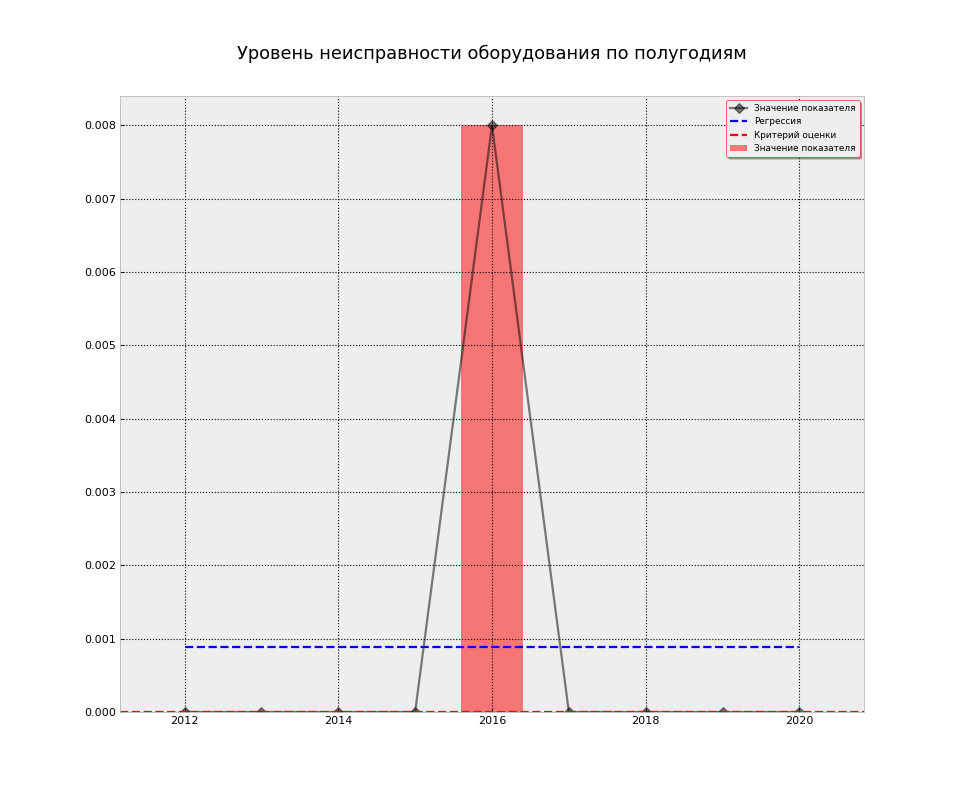 Уровень неисправности оборудования по полугодиям
Значение показателя
Регрессия
Критерий оценки
Значение показателя
0.008
0.007
0.006
0.005
0.004
0.003
0.002
0.001
0.000
2012 2014 2016 2018 2020